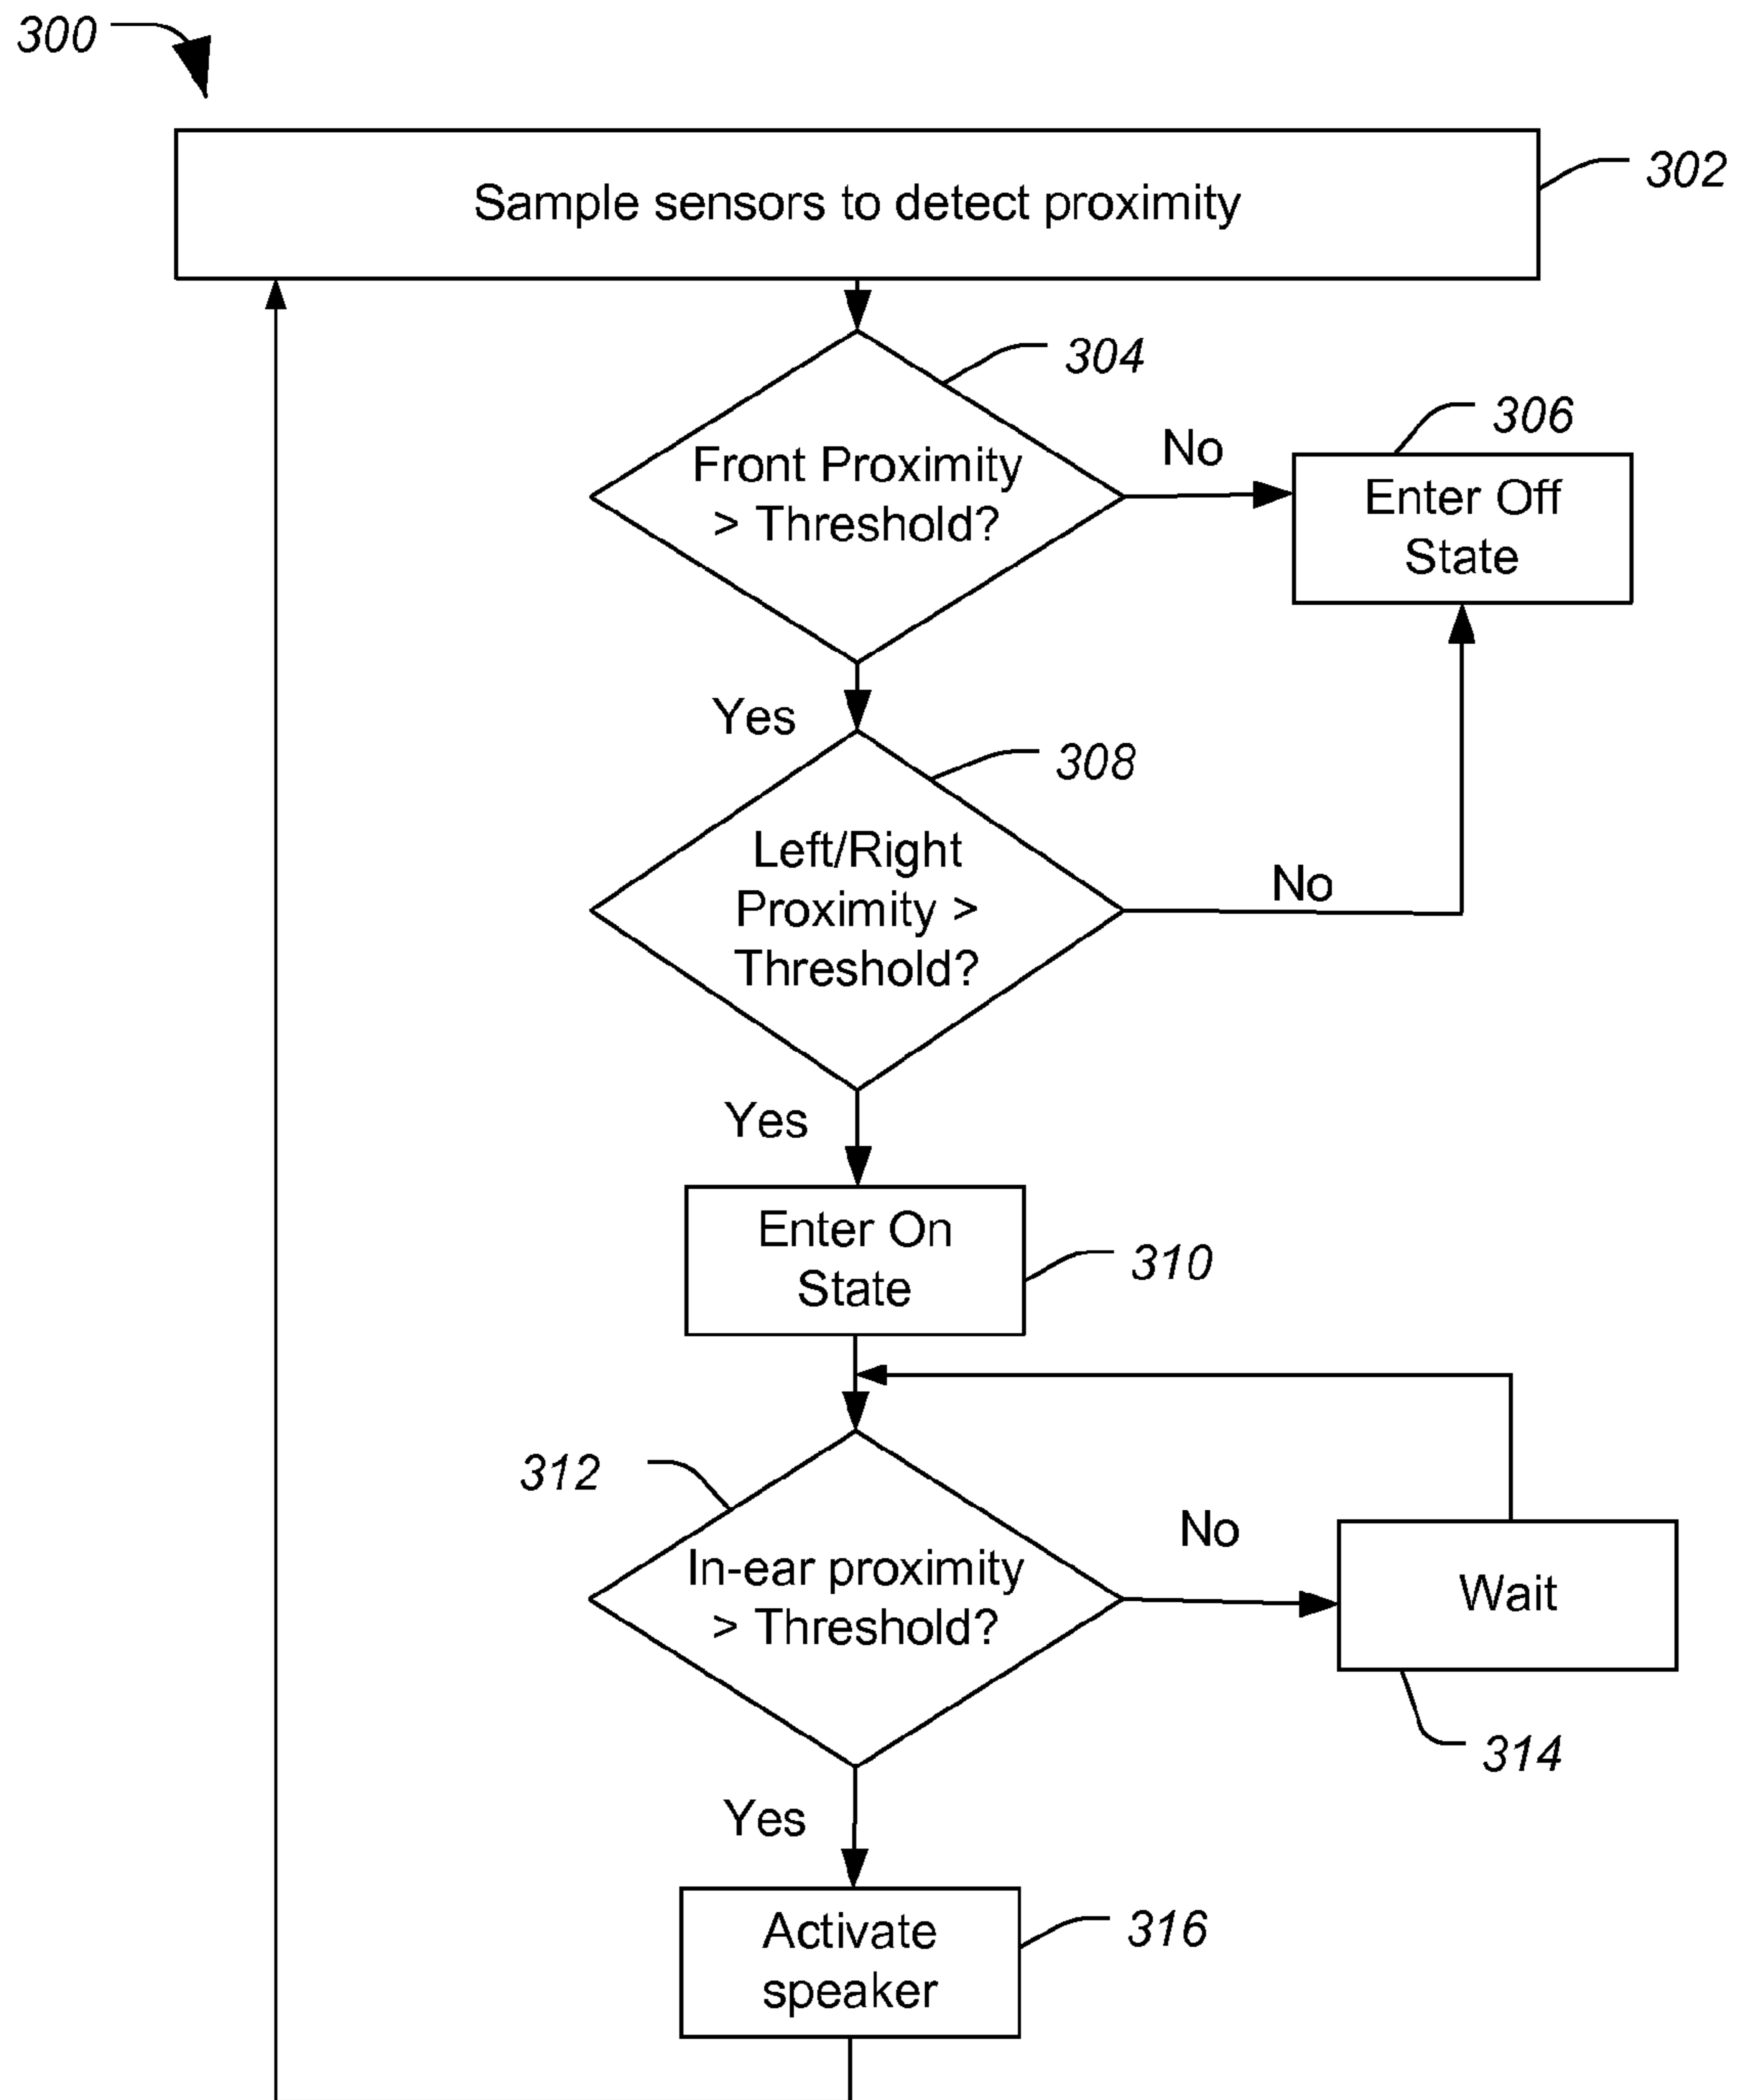 300
Sample sensors to detect proximity
302
304
Front Proximity
> Threshold?
No
306
Enter Off
State
Yes
308
Left/Right
Proximity >
Threshold?
No
Yes
Enter On
State
310
312
In-ear proximity
> Threshold?
No
Wait
314
Yes
Activate
speaker
316